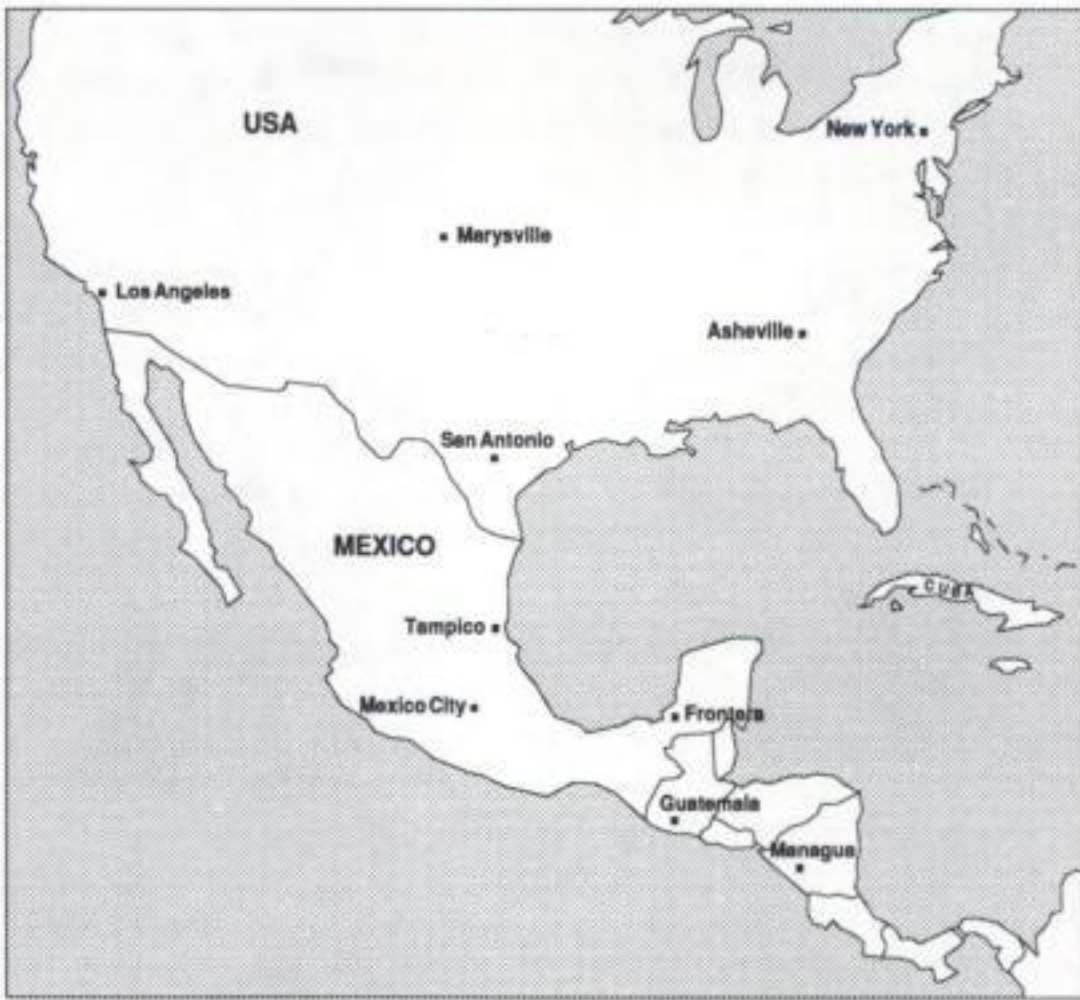 USA
New York
Marysville
Los Angeles
Asheville
San Antonio
MEXICO
CUBA
Tampico
Mexico City
Frontera
Guatemala
Managua